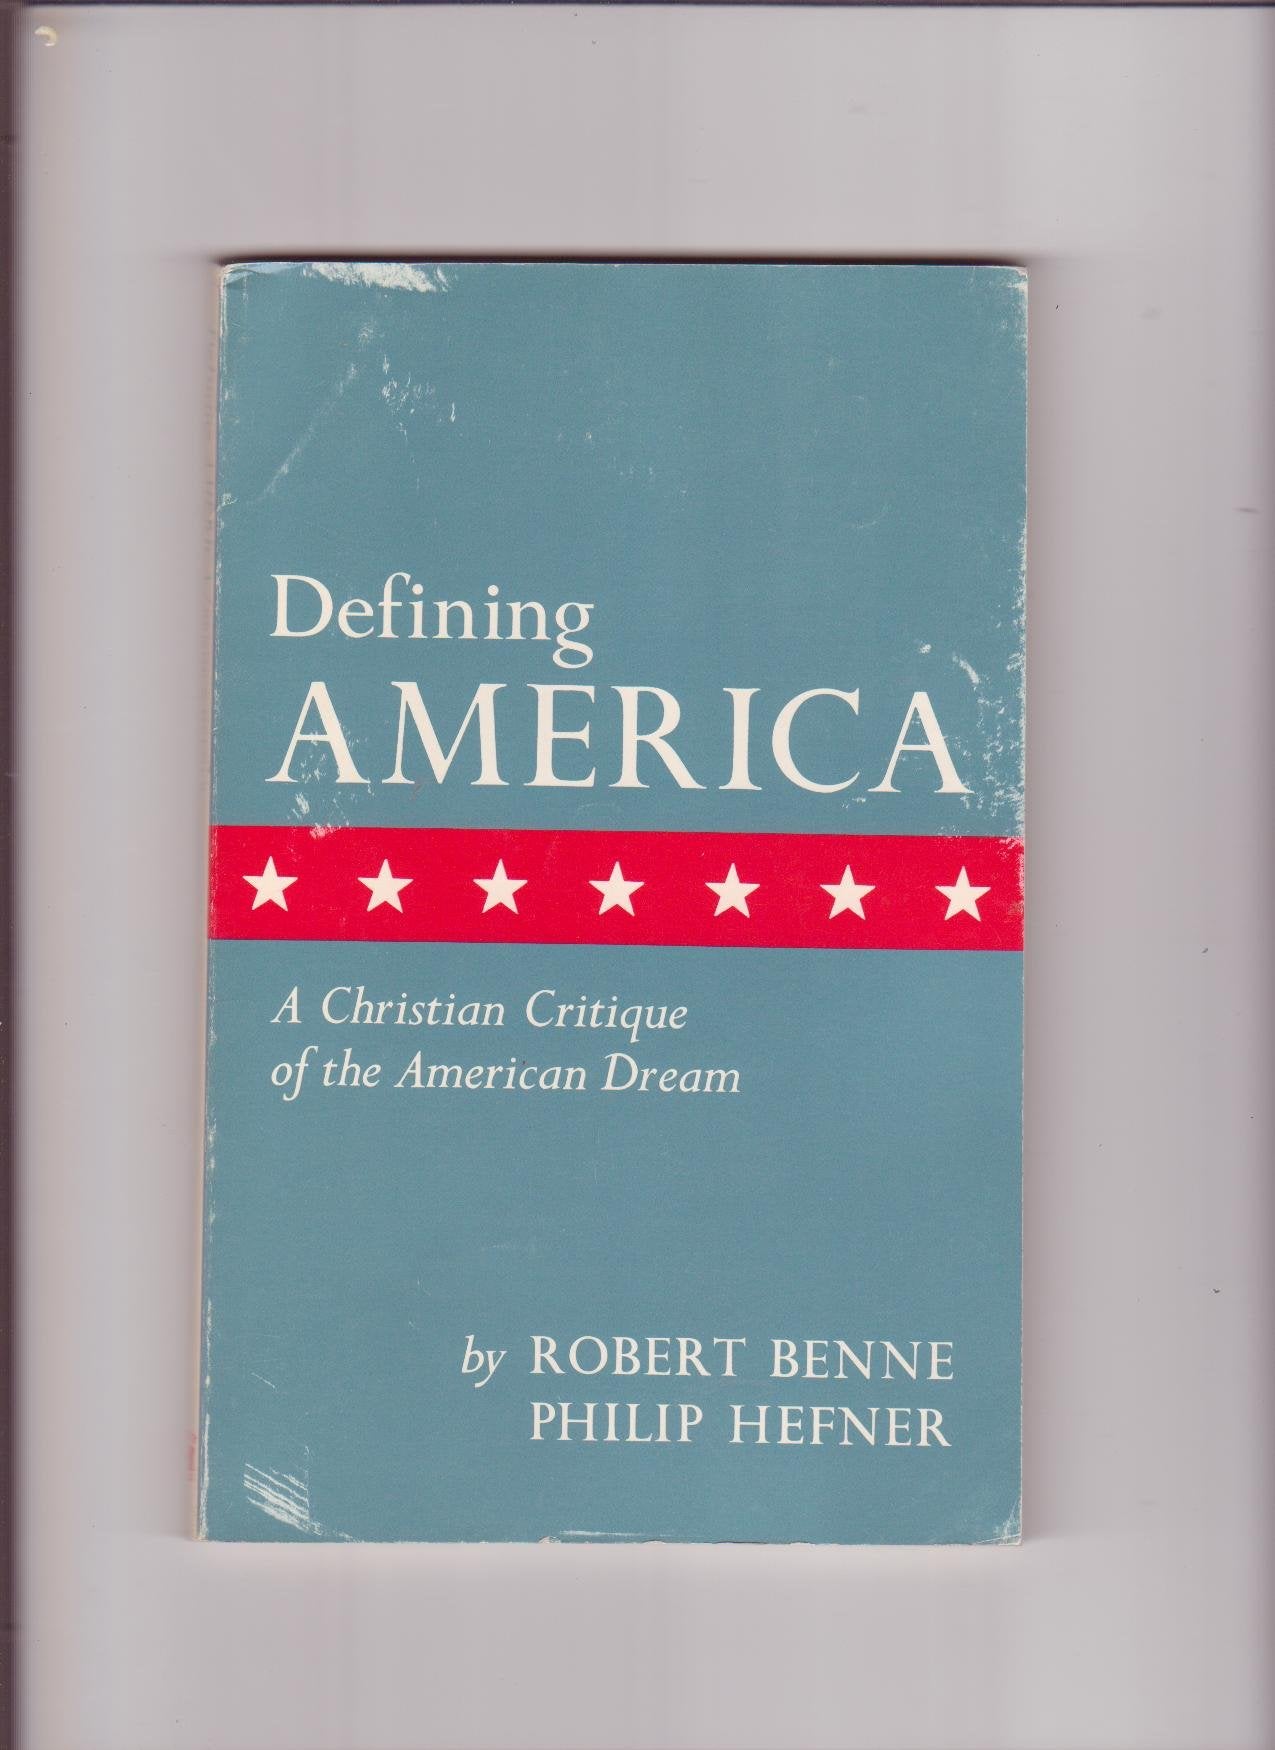 Defining
AMERICA
A Christian Critique
of the American Dream
by ROBERT BENNE
PHILIP HEFNER